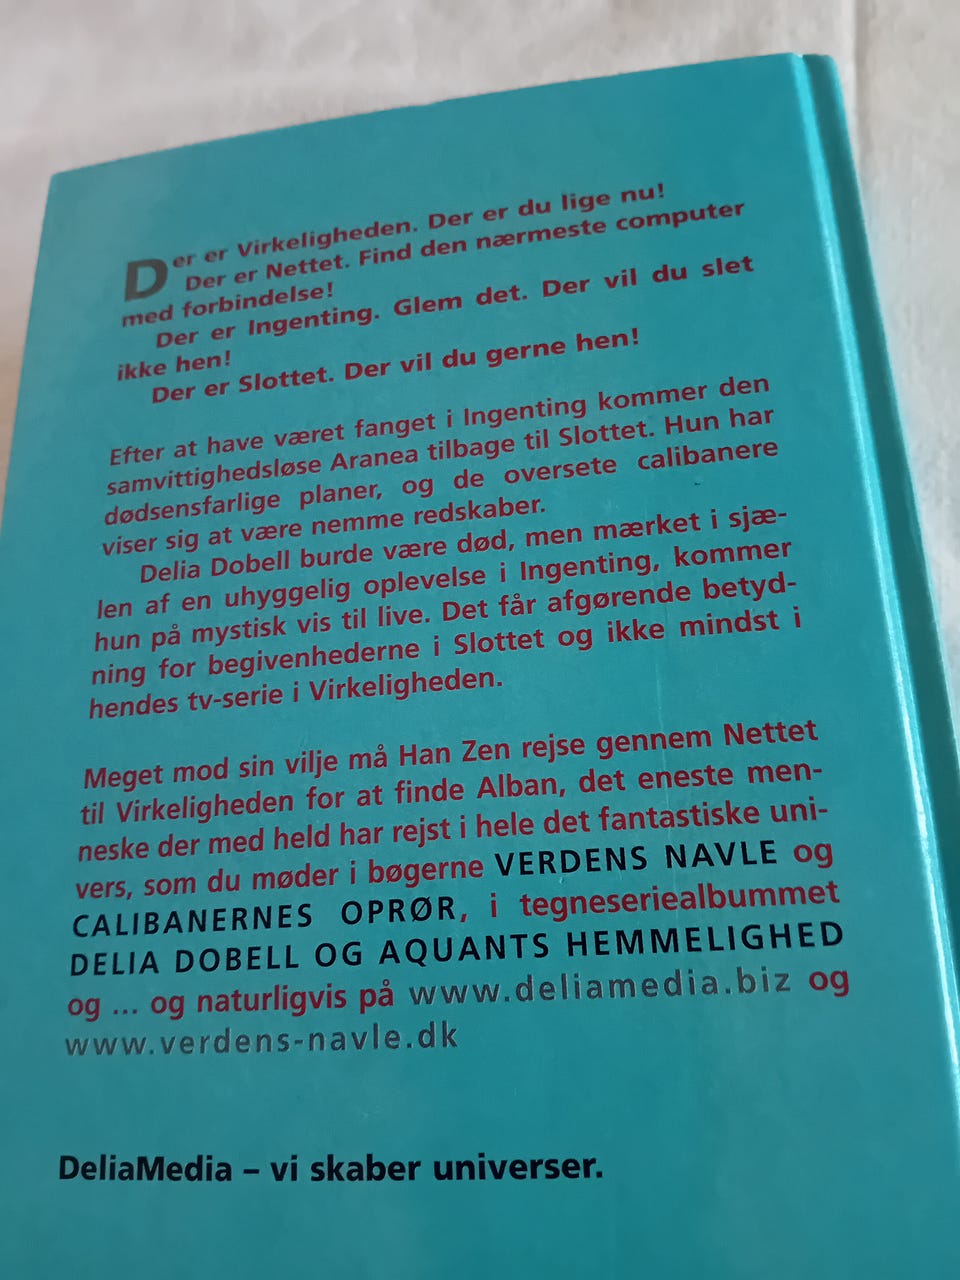 Der er Virkeligheden. Der er du lige nu!
Der er Nettet. Find den nærmeste computer
med forbindelse!
Der er Ingenting. Glem det. Der vil du slet
ikke hen!
Der er Slottet. Der vil du gerne hen!
Efter at have været fanget i Ingenting kommer den
samvittighedsløse Aranea tilbage til Slottet. Hun har
dødsensfarlige planer, og de oversete calibanere
viser sig at være nemme redskaber.
Delia Dobell burde være død, men mærket i sjæ-
len af en uhyggelig oplevelse i Ingenting, kommer
hun på mystisk vis til live. Det får afgørende betyd-
ning for begivenhederne i Slottet og ikke mindst i
hendes tv-serie i Virkeligheden.
Meget mod sin vilje må Han Zen rejse gennem Nettet
til Virkeligheden for at finde Alban, det eneste men-
neske der med held har rejst i hele det fantastiske uni-
vers, som du møder i bøgerne VERDENS NAVLE og
CALIBANERNES OPRØR, i tegneseriealbummet
DELIA DOBELL OG AQUANTS HEMMELIGHED
og ... og naturligvis på www.deliamedia.biz og
www.verdens-navle.dk
DeliaMedia – vi skaber universer.